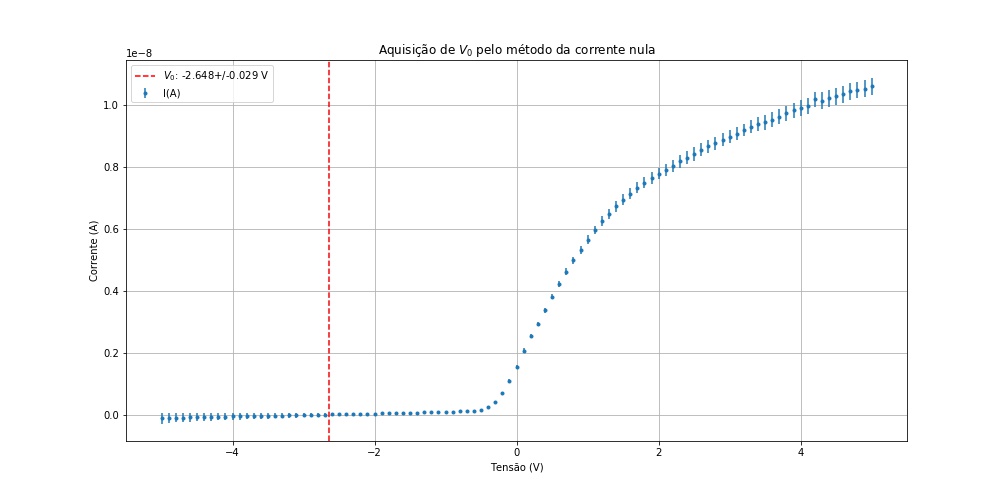 Aquisição de V₀ pelo método da corrente nula
1e−8
V₀: -2.648+/-0.029 V
I(A)
1.0
0.8
0.6
0.4
0.2
0.0
Corrente (A)
−4
−2
0
2
4
Tensão (V)